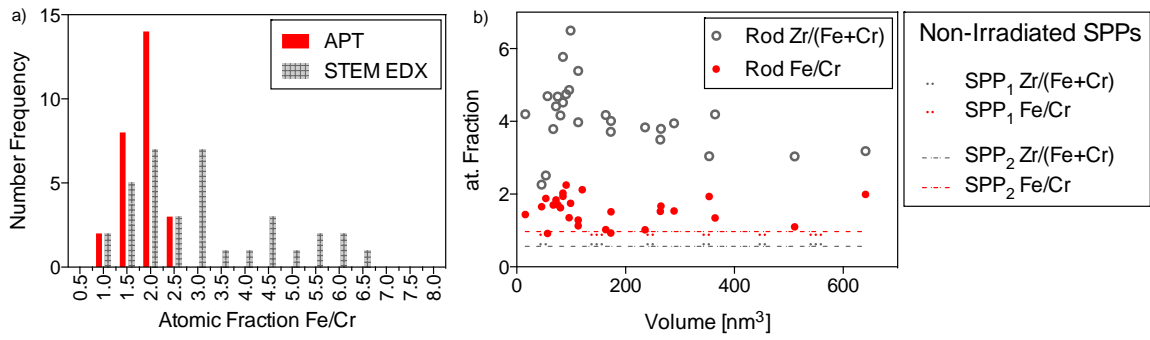 a)
Number Frequency
15
10
5
0
APT
STEM EDX
0.5 1.0 1.5 2.0 2.5 3.0 3.5 4.0 4.5 5.0 5.5 6.0 6.5 7.0 7.5 8.0
Atomic Fraction Fe/Cr
b)
at. Fraction
6
4
2
0
Rod Zr/(Fe+Cr)
Rod Fe/Cr
0 200 400 600
Volume [nm³]
Non-Irradiated SPPs
SPP₁ Zr/(Fe+Cr)
SPP₁ Fe/Cr
SPP₂ Zr/(Fe+Cr)
SPP₂ Fe/Cr